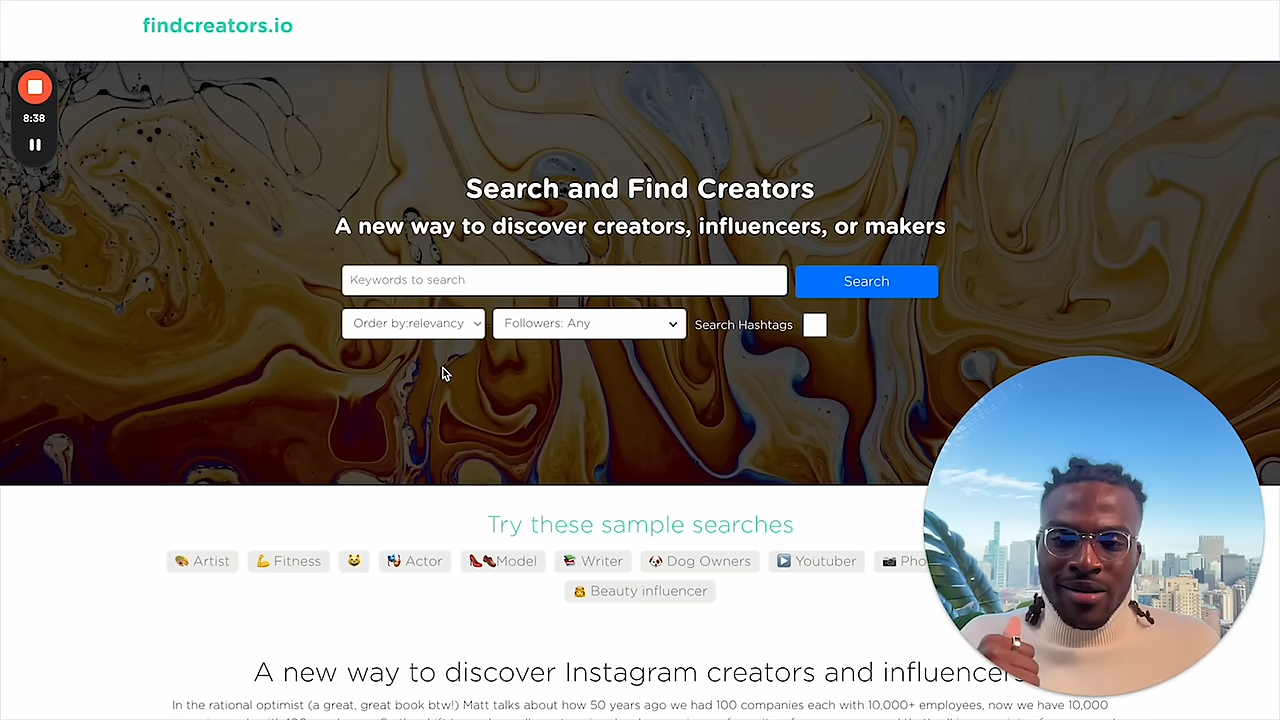 findcreators.io
8:38
Search and Find Creators
A new way to discover creators, influencers, or makers
Keywords to search
Search
Order by:relevancy
Followers: Any
Search Hashtags
Try these sample searches
Artist
Fitness
Actor
Model
Writer
Dog Owners
Youtuber
Beauty influencer
A new way to discover Instagram creators and influencers
In the rational optimist (a great, great book btw!) Matt talks about how 50 years ago we had 100 companies each with 10,000+ employees, now we have 10,000